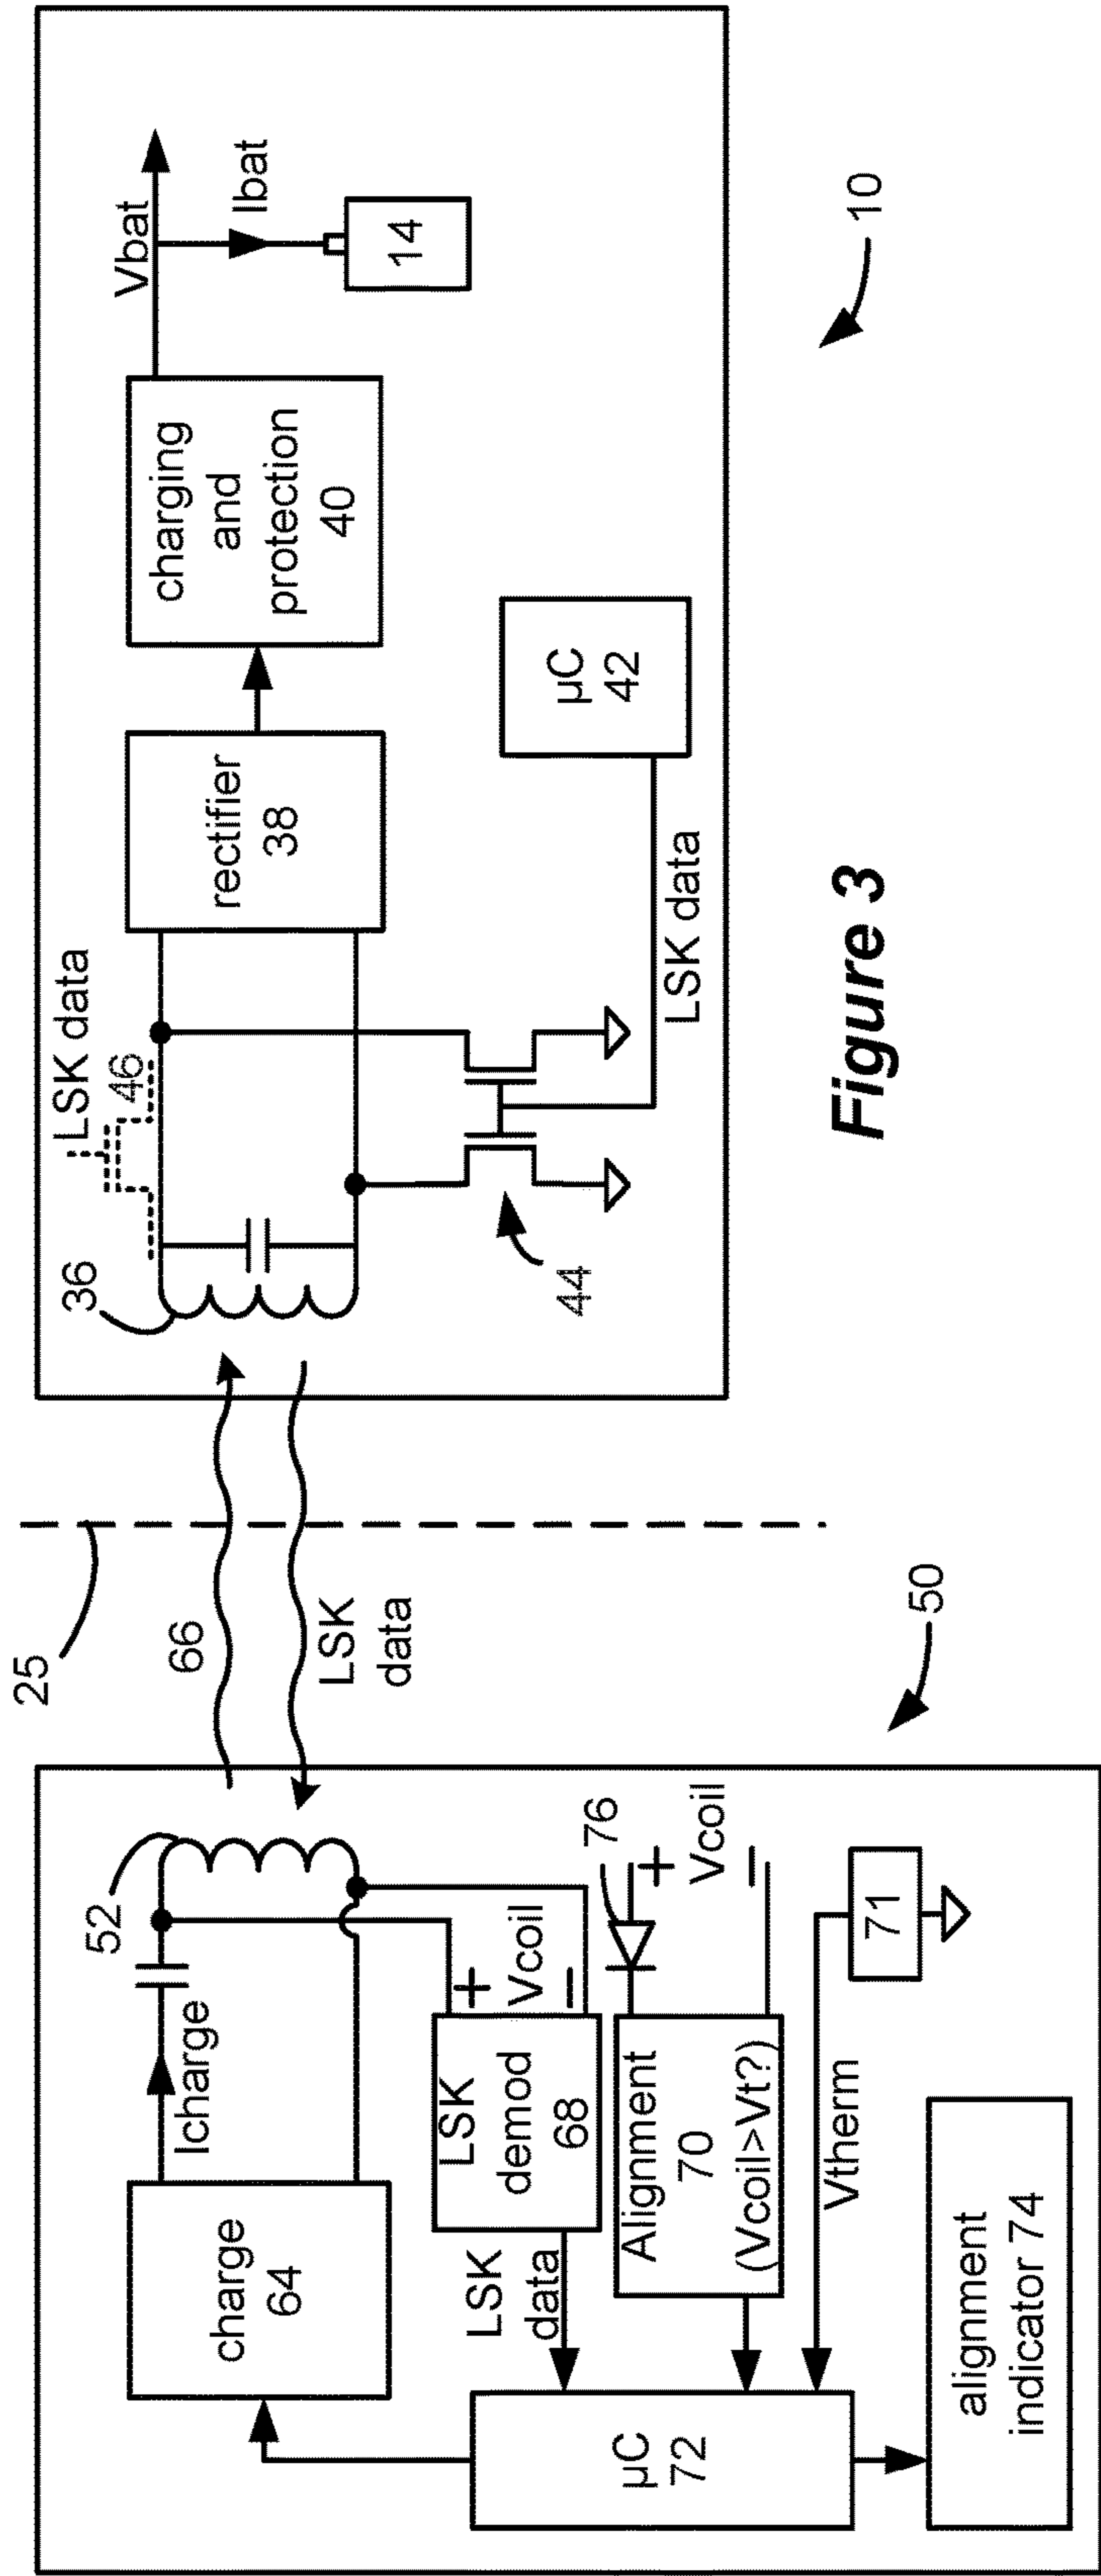 25
52
Icharge
charge
64
+
Vcoil
−
LSK
demod
68
LSK
data
76
+
Vcoil
−
Alignment
70
(Vcoil>Vt?)
µC
72
Vtherm
71
alignment
indicator 74
50
66
LSK
data
36
LSK data
46
44
rectifier
38
charging
and
protection
40
Vbat
Ibat
14
µC
42
LSK data
10
Figure 3